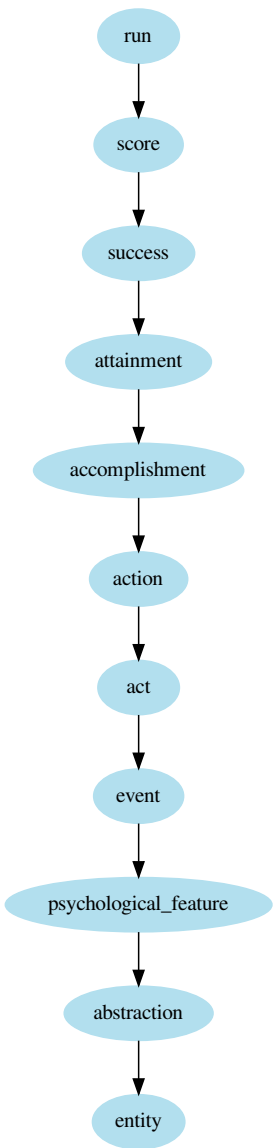 run
score
success
attainment
accomplishment
action
act
event
psychological_feature
abstraction
entity